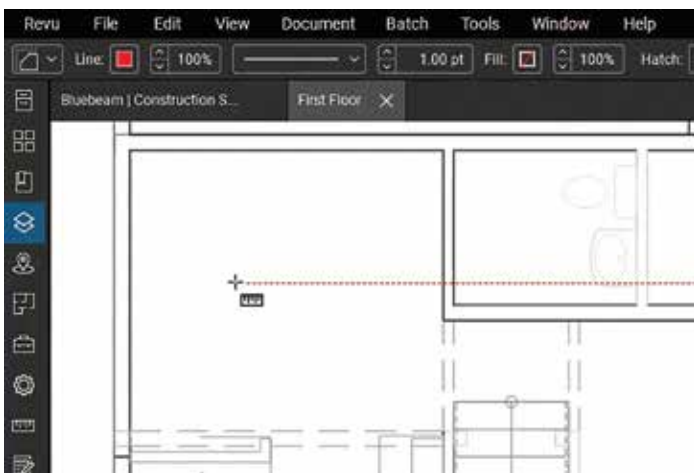 Revu File Edit View Document Batch Tools Window Help
Line: 100% 1.00 pt Fill: 100% Hatch:
Bluebeam | Construction S... First Floor